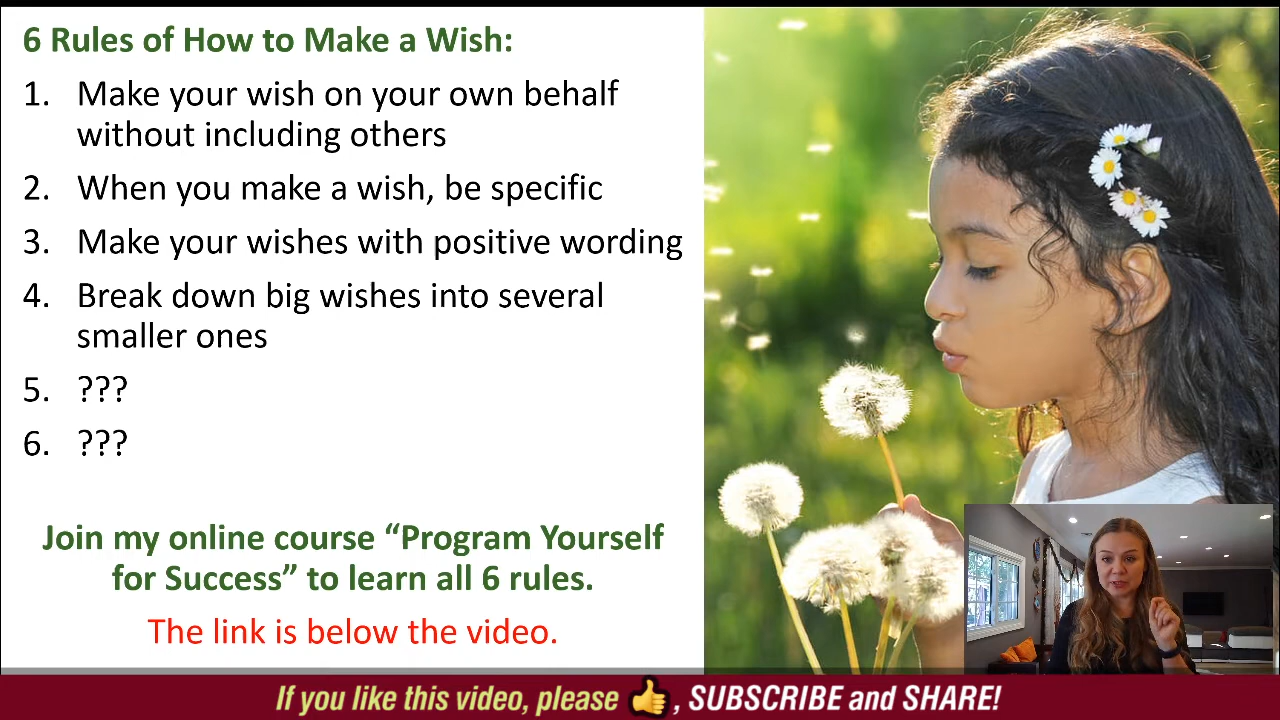 6 Rules of How to Make a Wish:
1. Make your wish on your own behalf
without including others
2. When you make a wish, be specific
3. Make your wishes with positive wording
4. Break down big wishes into several
smaller ones
5. ???
6. ???
Join my online course “Program Yourself
for Success” to learn all 6 rules.
The link is below the video.
If you like this video, please 👍, SUBSCRIBE and SHARE!